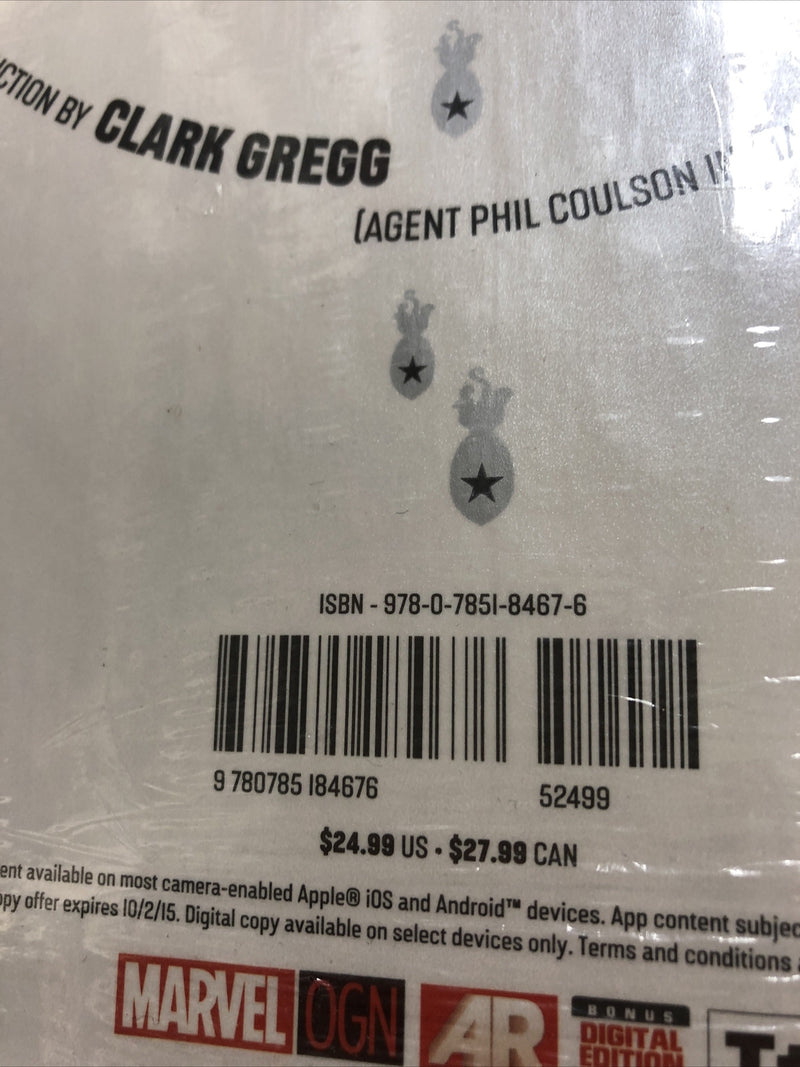 CTION BY CLARK GREGG
(AGENT PHIL COULSON
ISBN - 978-0-7851-8467-6
9 780785 184676
52499
$24.99 US • $27.99 CAN
ent available on most camera-enabled Apple® iOS and Android™ devices. App content subjec
opy offer expires 10/2/15. Digital copy available on select devices only. Terms and conditions
MARVEL OGN
AR
BONUS
DIGITAL
EDITION